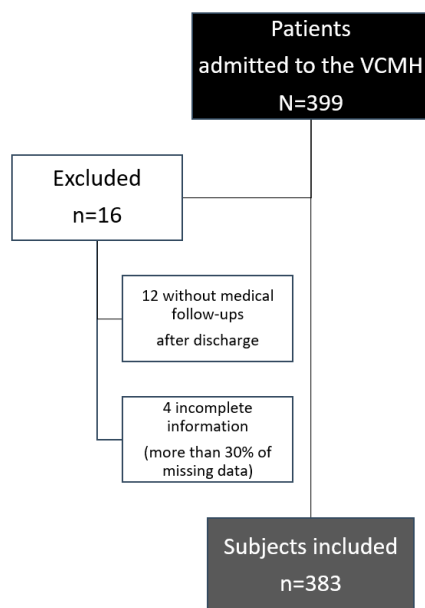 Patients
admitted to the VCMH
N=399
Excluded
n=16
12 without medical
follow-ups
after discharge
4 incomplete
information
(more than 30% of
missing data)
Subjects included
n=383